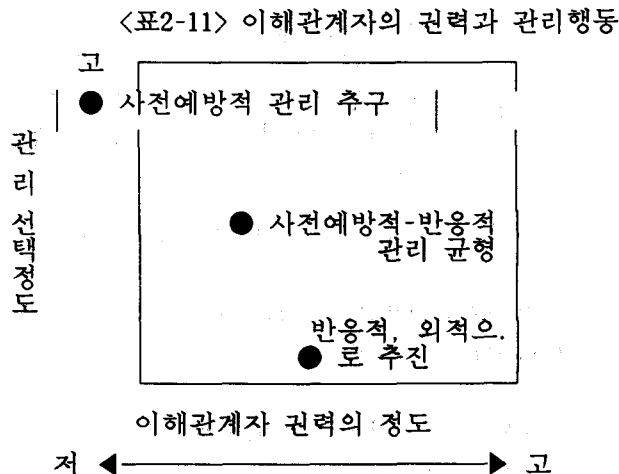 <표2-11> 이해관계자의 권력과 관리행동
고
● 사전예방적 관리 추구
관리 선택정도
● 사전예방적-반응적
관리 균형
반응적, 외적으.
● 로 추진
이해관계자 권력의 정도
저 ◀ ▶ 고